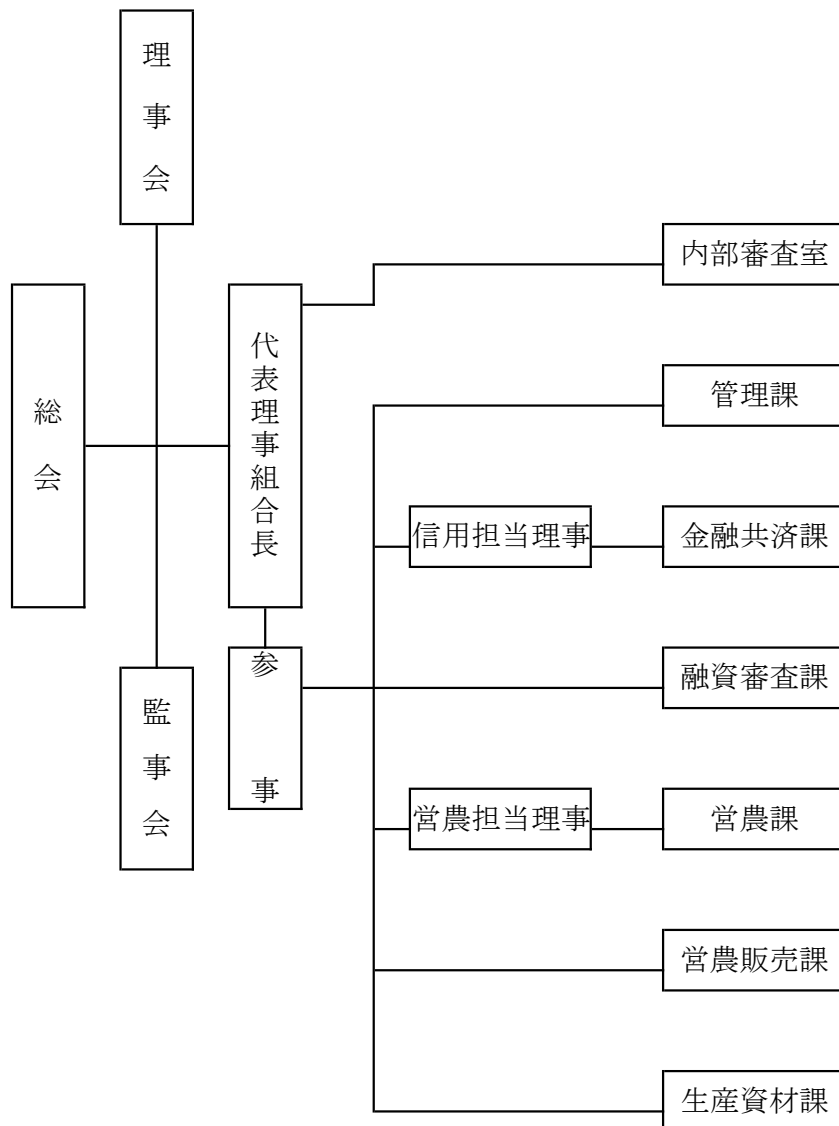 理事会
総会
代表理事組合長
監事会
参事
内部審査室
管理課
信用担当理事
金融共済課
融資審査課
営農担当理事
営農課
営農販売課
生産資材課